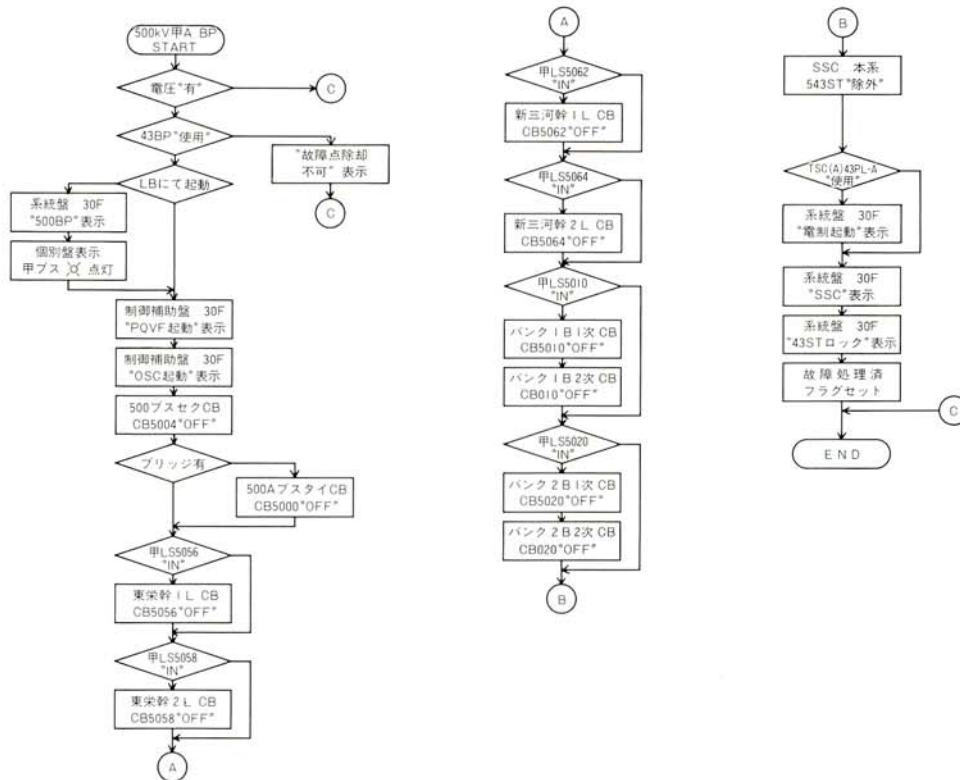 500kV甲A BP
START
電圧"有"
C
43BP"使用"
"故障点除却
不可"表示
C
LBにて起動
系統盤 30F
"500BP"表示
個別盤表示
甲ブス 点灯
制御補助盤 30F
"PQVF起動"表示
制御補助盤 30F
"OSC起動"表示
500ブスセクCB
CB5004"OFF"
ブリッジ有
500AブスタイCB
CB5000"OFF"
甲LS5056
"IN"
東栄幹1L CB
CB5056"OFF"
甲LS5058
"IN"
東栄幹2L CB
CB5058"OFF"
A
A
甲LS5062
"IN"
新三河幹1L CB
CB5062"OFF"
甲LS5064
"IN"
新三河幹2L CB
CB5064"OFF"
甲LS5010
"IN"
バンク1B1次CB
CB5010"OFF"
バンク1B2次CB
CB010"OFF"
甲LS5020
"IN"
バンク2B1次CB
CB5020"OFF"
バンク2B2次CB
CB020"OFF"
B
B
SSC 本系
543ST"除外"
TSC(A)43PL-A
"使用"
系統盤 30F
"電制起動"表示
系統盤 30F
"SSC"表示
系統盤 30F
"43STロック"表示
故障処理済
フラグセット
C
END